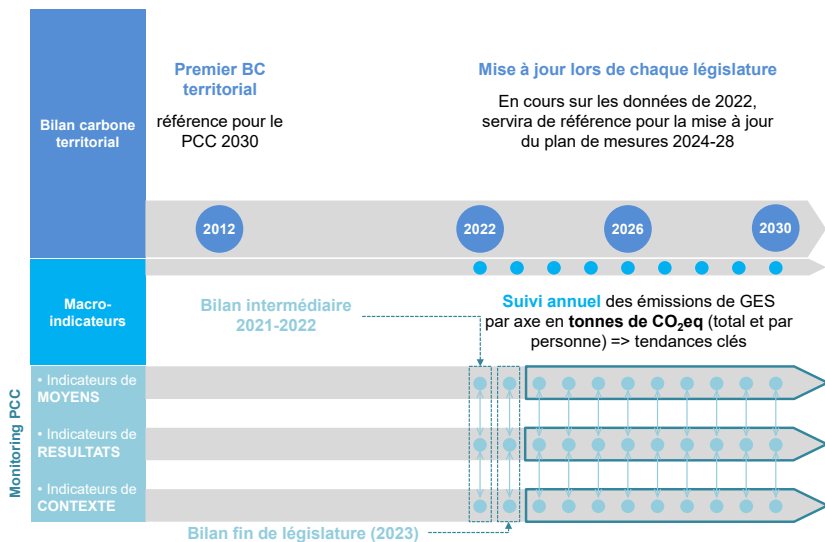 Bilan carbone
territorial
Premier BC
territorial
référence pour le
PCC 2030
Mise à jour lors de chaque législature
En cours sur les données de 2022,
servira de référence pour la mise à jour
du plan de mesures 2024-28
2012
2022
2026
2030
Macro-
indicateurs
Bilan intermédiaire
2021-2022
Suivi annuel des émissions de GES
par axe en tonnes de CO₂eq (total et par
personne) => tendances clés
Monitoring PCC
• Indicateurs de
MOYENS
• Indicateurs de
RESULTATS
• Indicateurs de
CONTEXTE
Bilan fin de législature (2023)